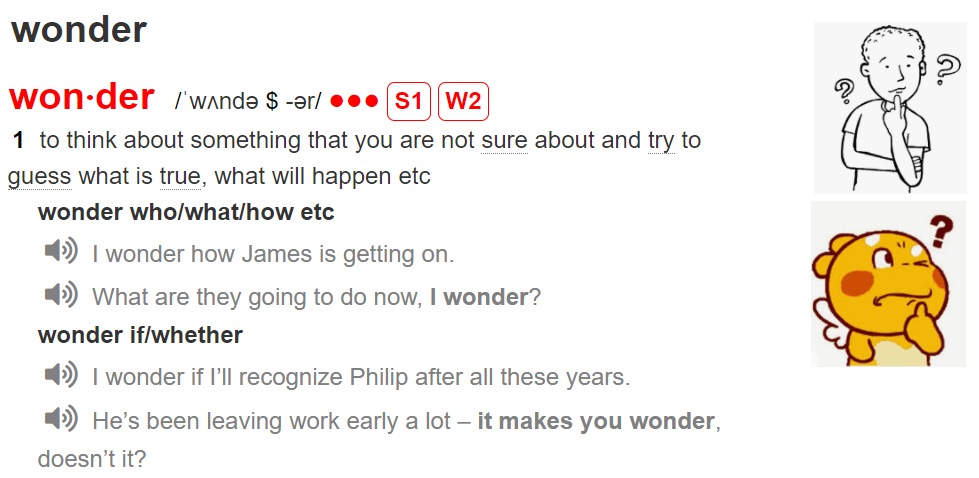 wonder
won·der /ˈwʌndə $ -ər/ ●●● S1 W2
1 to think about something that you are not sure about and try to
guess what is true, what will happen etc
wonder who/what/how etc
I wonder how James is getting on.
What are they going to do now, I wonder?
wonder if/whether
I wonder if I’ll recognize Philip after all these years.
He’s been leaving work early a lot – it makes you wonder,
doesn’t it?
? ?
?